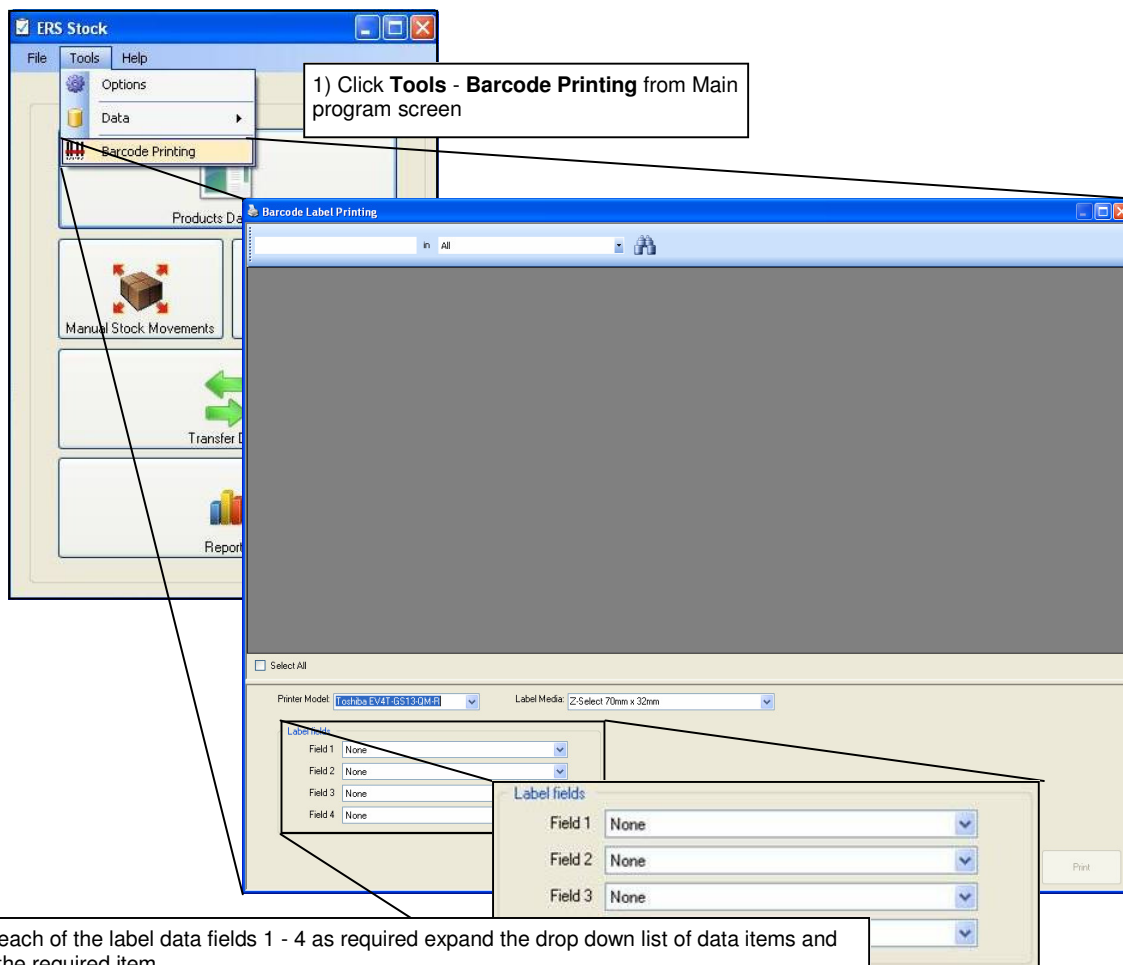 ERS Stock
File Tools Help
Options
Data
Barcode Printing
1) Click Tools - Barcode Printing from Main
program screen
Products Da
Manual Stock Movements
Transfer D
Report
Barcode Label Printing
in All
Select All
Printer Model: Toshiba EV4T-GS13-QM-R Label Media: Z-Select 70mm x 32mm
Label fields
Field 1 None
Field 2 None
Field 3 None
Field 4 None
Label fields
Field 1 None
Field 2 None
Field 3 None
Print
each of the label data fields 1 - 4 as required expand the drop down list of data items and
the required item